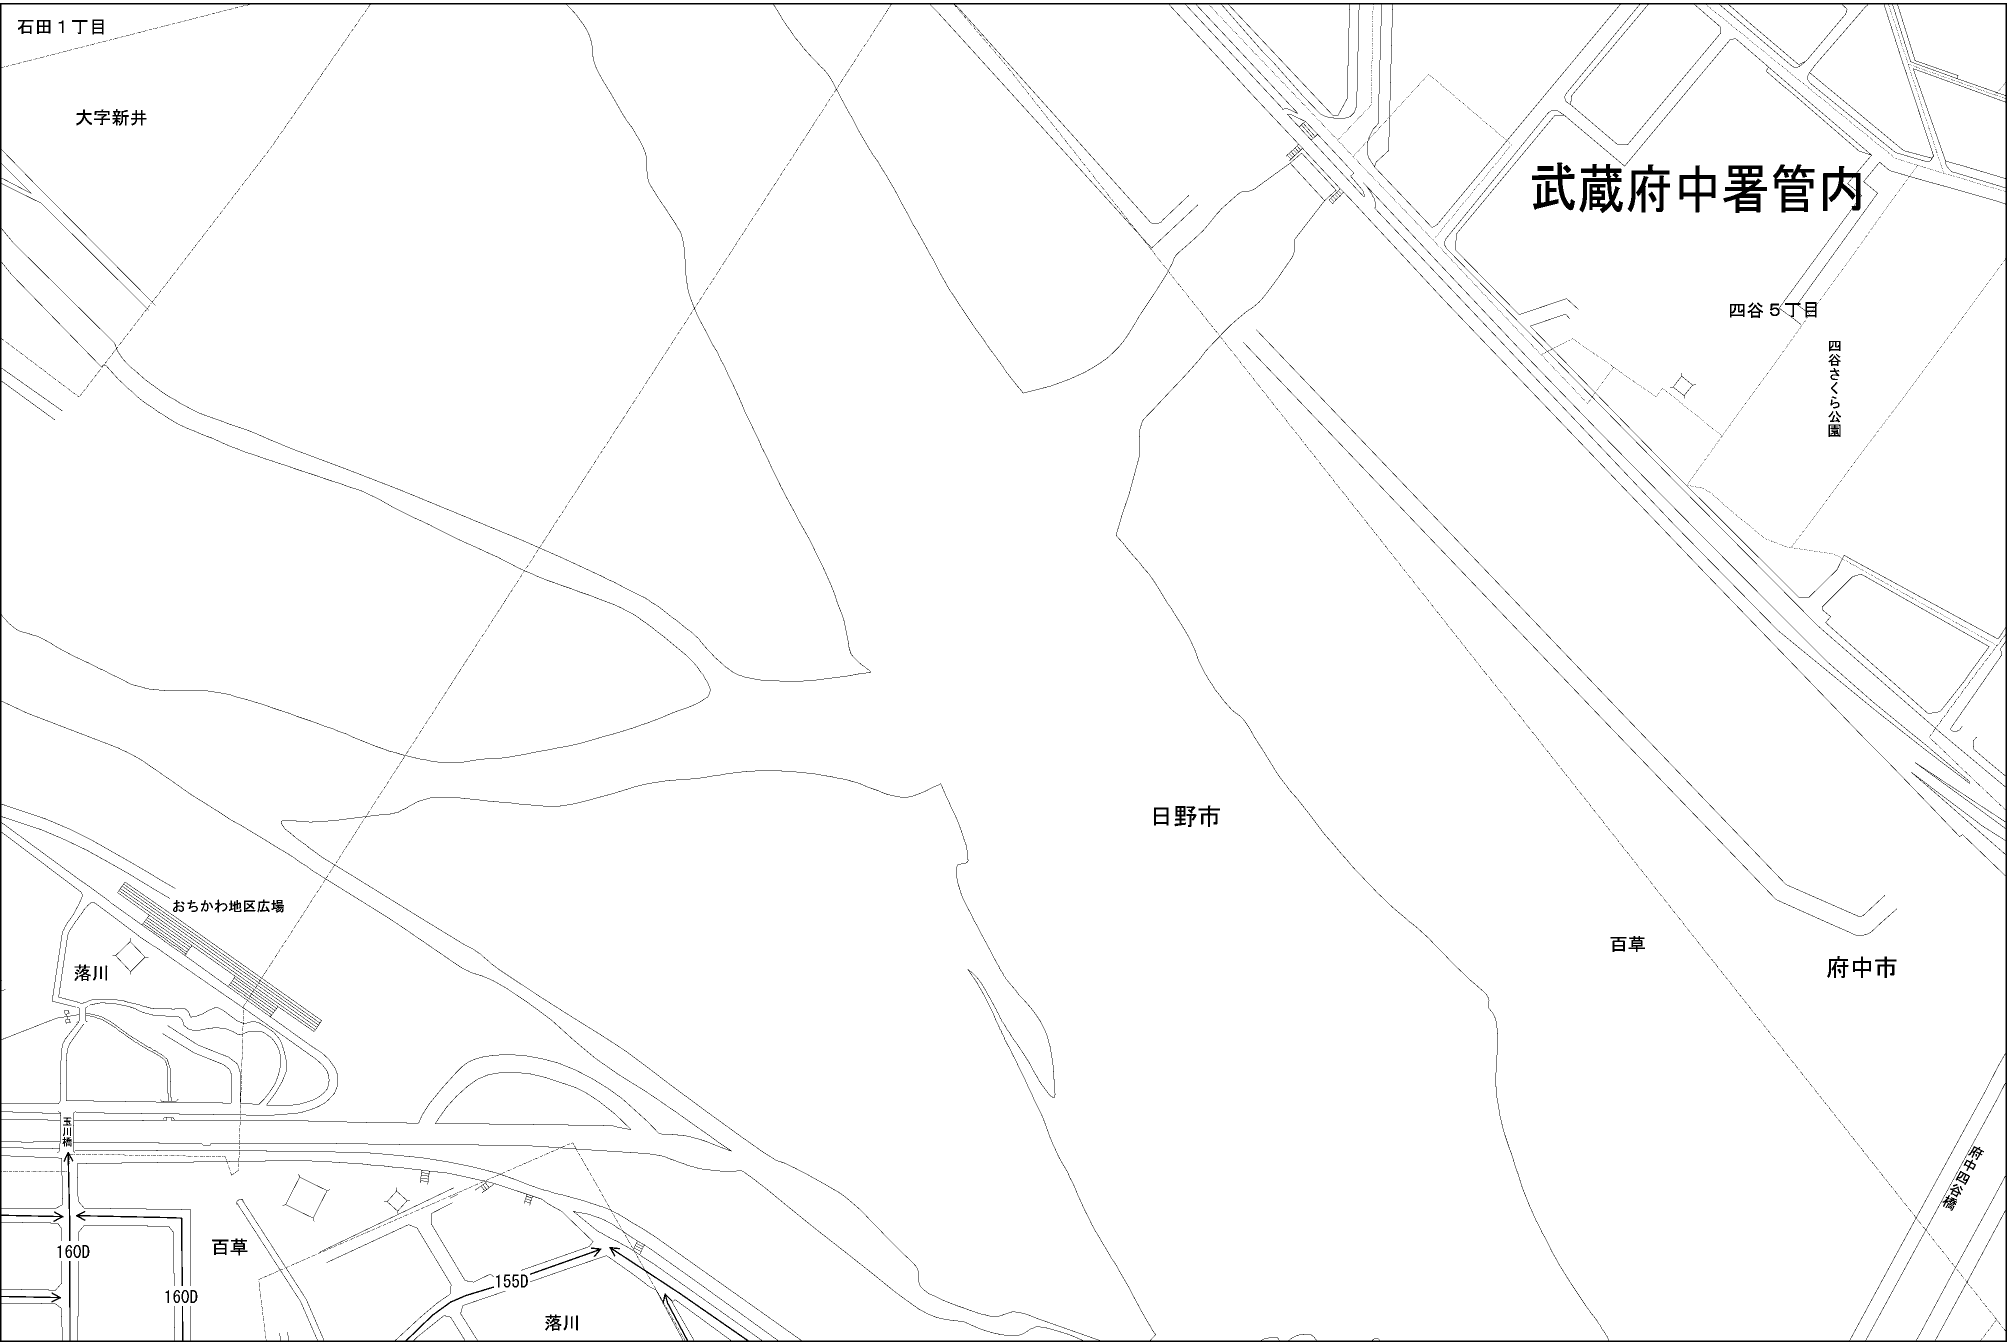 石田１丁目
大字新井
武蔵府中署管内
四谷５丁目
四谷さくら公園
日野市
おちかわ地区広場
百草
府中市
落川
玉川橋
府中四谷橋
百草
160D
155D
160D
落川